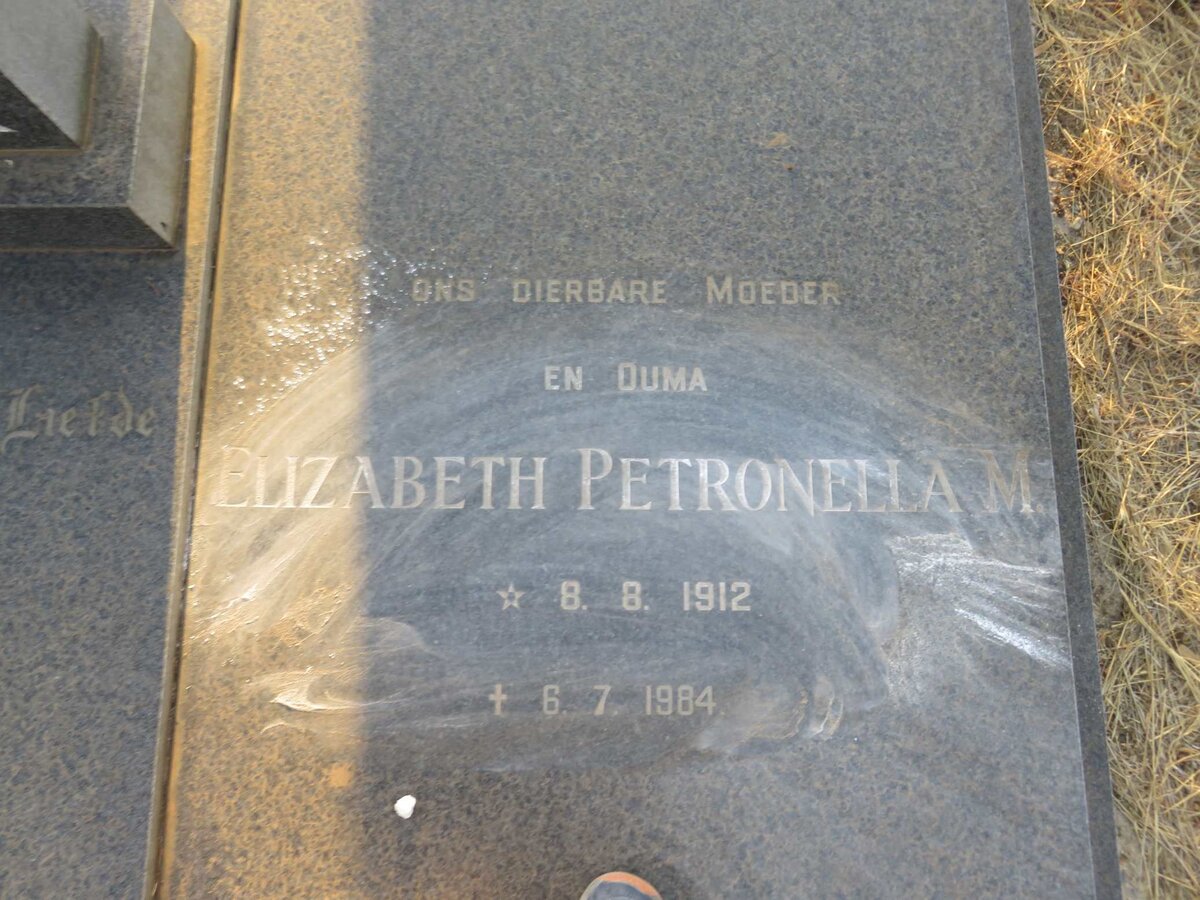 ONS DIERBARE MOEDER
EN OUMA
ELIZABETH PETRONELLA M.
☆ 8. 8. 1912
✝ 6. 7. 1984
Liefde